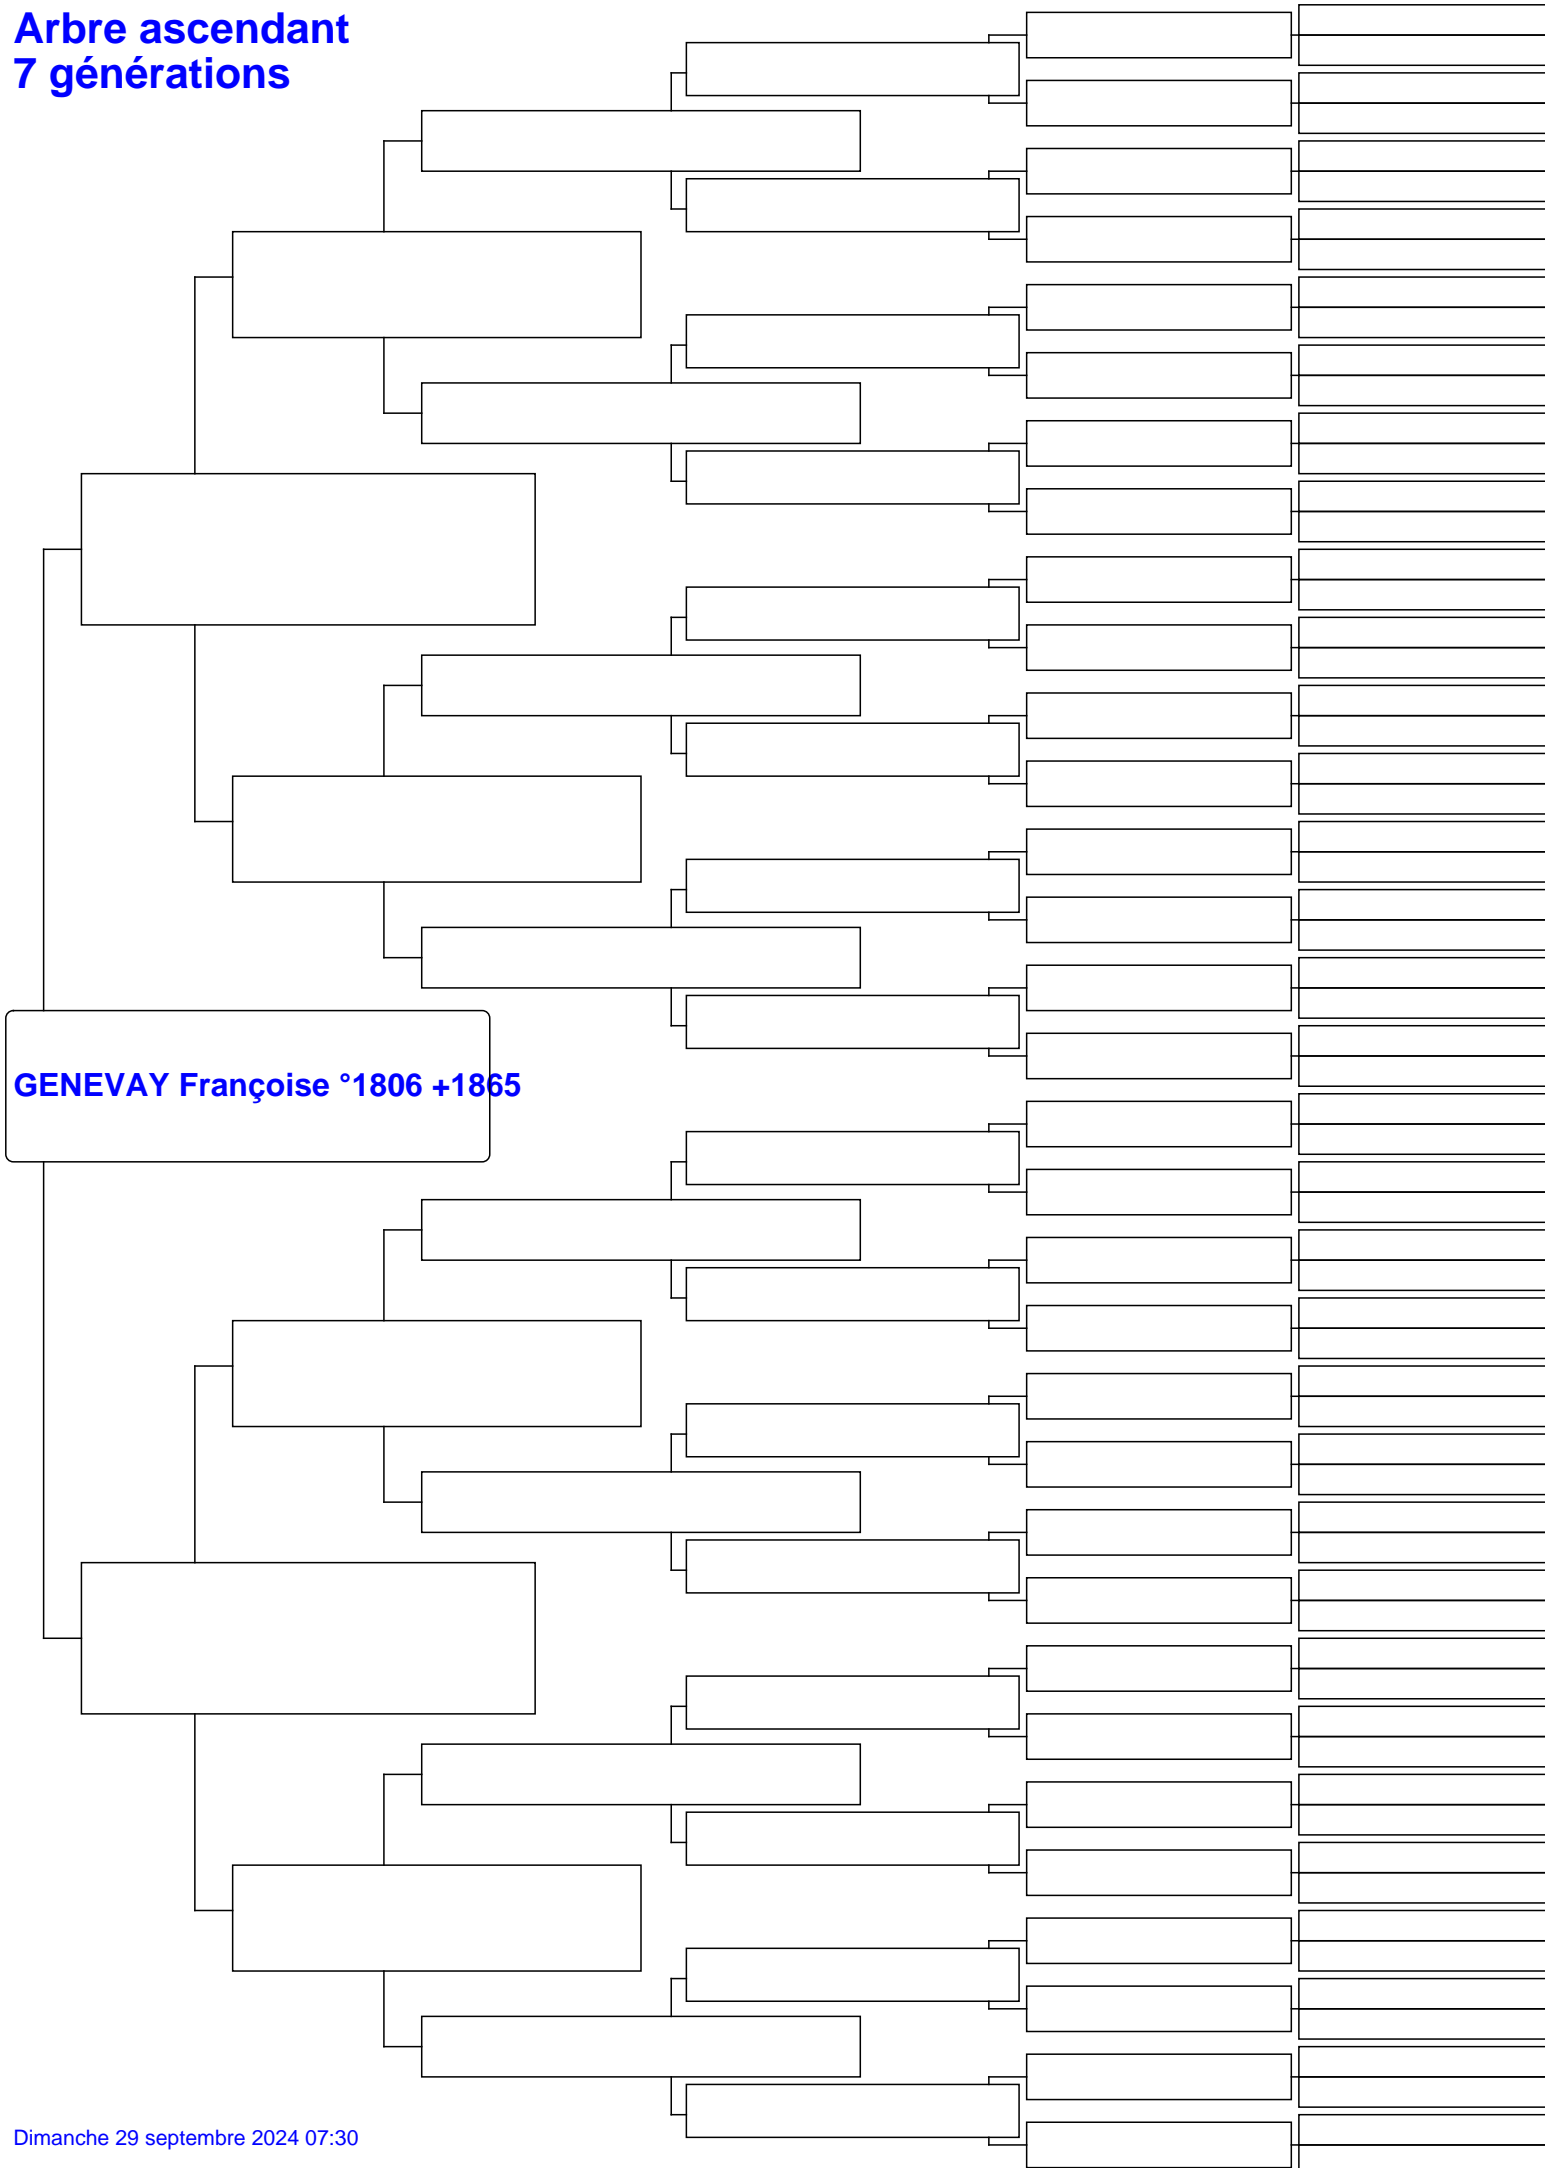 Arbre ascendant
7 générations
GENEVAY Françoise °1806 +1865
Dimanche 29 septembre 2024 07:30